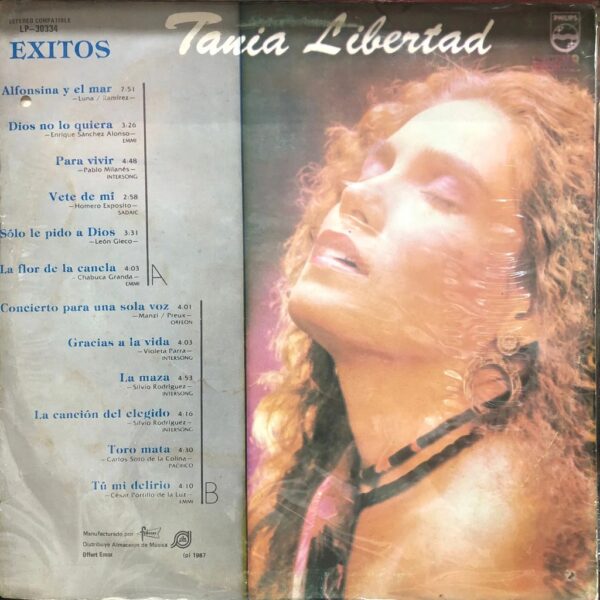 STEREO COMPATIBLE
LP-30334
EXITOS
Tania Libertad
PHILIPS
Alfonsina y el mar 7:51
—Luna / Ramírez—
Dios no lo quiera 3:26
—Enrique Sánchez Alonso—
EMMI
Para vivir 4:48
—Pablo Milanés—
INTERSONG
Vete de mi 2:58
—Homero Exposito—
SADAIC
Sólo le pido a Dios 3:31
—León Gieco—
La flor de la canela 4:03
—Chabuca Granda—
EMMI
A
Concierto para una sola voz 4:01
—Manzi / Preux—
ORFEON
Gracias a la vida 4:03
—Violeta Parra—
INTERSONG
La maza 4:53
—Silvio Rodríguez—
INTERSONG
La canción del elegido 4:16
—Silvio Rodríguez—
INTERSONG
Toro mata 4:30
—Carlos Soto de la Colina—
PACIFICO
Tú mi delirio 4:10
—César Portillo de la Luz—
EMMI
B
Manufacturado por
Distribuye Almacenes de Música
Offset Ensal
(p) 1987